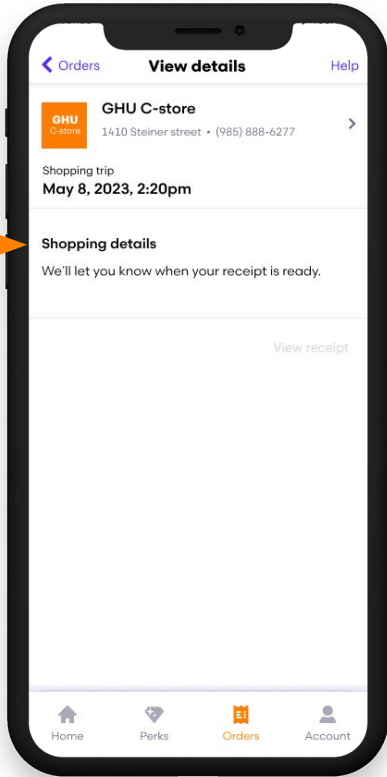 Orders
View details
Help
GHU
C-store
GHU C-store
1410 Steiner street • (985) 888-6277
Shopping trip
May 8, 2023, 2:20pm
Shopping details
We'll let you know when your receipt is ready.
View receipt
Home
Perks
Orders
Account